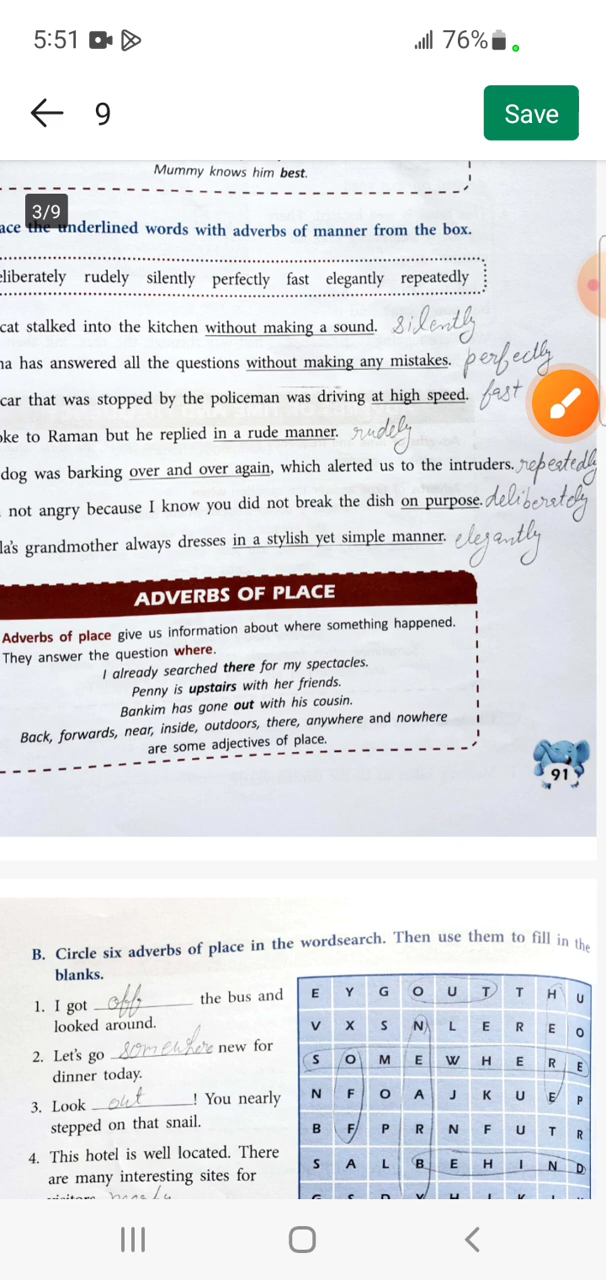 5:51 76%
9 Save
Mummy knows him best.
3/9
ace the underlined words with adverbs of manner from the box.
eliberately rudely silently perfectly fast elegantly repeatedly
cat stalked into the kitchen without making a sound. silently
na has answered all the questions without making any mistakes. perfectly
car that was stopped by the policeman was driving at high speed. fast
oke to Raman but he replied in a rude manner. rudely
dog was barking over and over again, which alerted us to the intruders. repeatedly
not angry because I know you did not break the dish on purpose. deliberately
la's grandmother always dresses in a stylish yet simple manner. elegantly
ADVERBS OF PLACE
Adverbs of place give us information about where something happened.
They answer the question where.
I already searched there for my spectacles.
Penny is upstairs with her friends.
Bankim has gone out with his cousin.
Back, forwards, near, inside, outdoors, there, anywhere and nowhere
are some adjectives of place.
91
B. Circle six adverbs of place in the wordsearch. Then use them to fill in the
blanks.
1. I got off the bus and
looked around.
2. Let's go somewhere new for
dinner today.
3. Look out! You nearly
stepped on that snail.
4. This hotel is well located. There
are many interesting sites for
E Y G O U T T H U
V X S N L E R E O
S O M E W H E R E
N F O A J K U E P
B F P R N F U T R
S A L B E H I N D